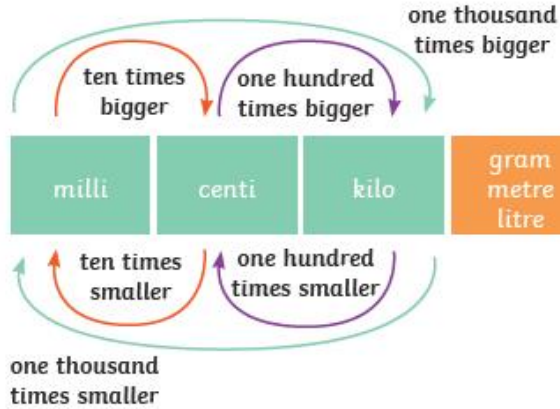 one thousand
times bigger
ten times
bigger
one hundred
times bigger
milli
centi
kilo
gram
metre
litre
ten times
smaller
one hundred
times smaller
one thousand
times smaller